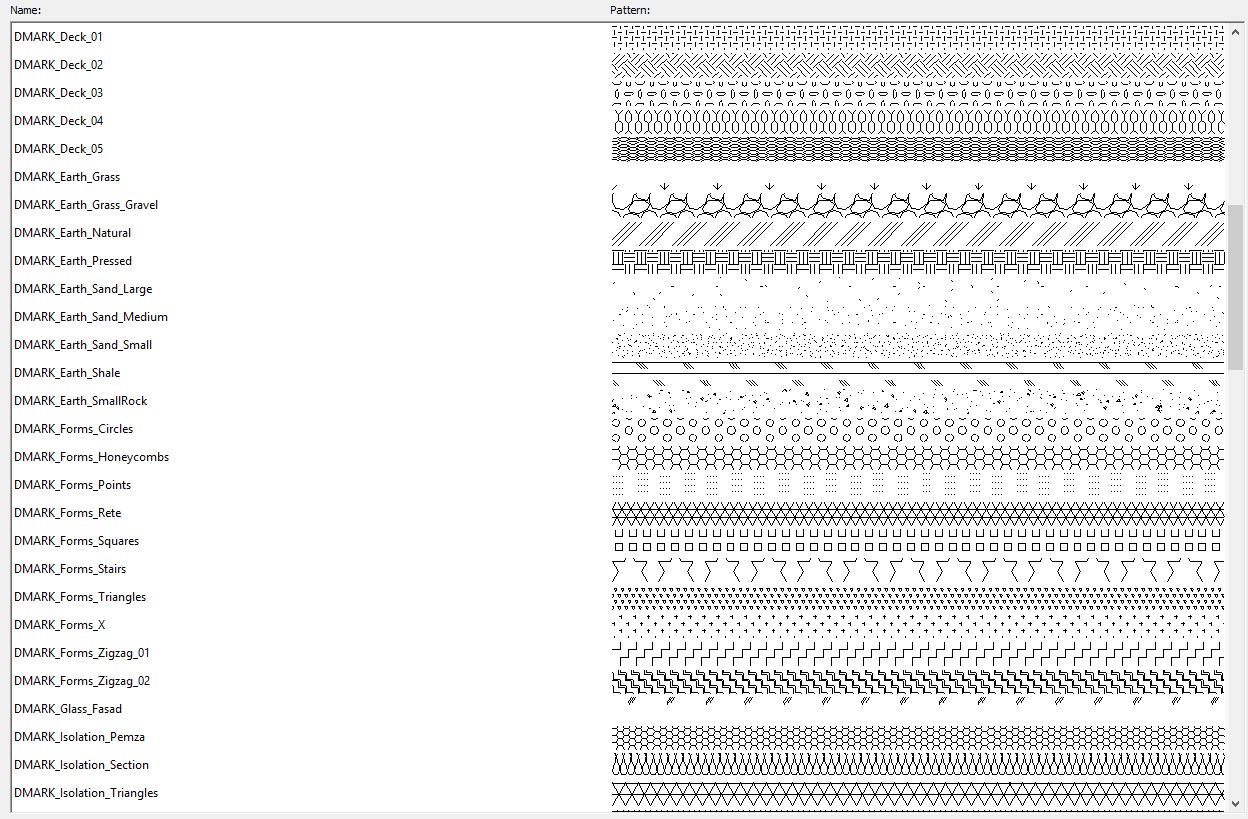 Name: Pattern:
DMARK_Deck_01
DMARK_Deck_02
DMARK_Deck_03
DMARK_Deck_04
DMARK_Deck_05
DMARK_Earth_Grass
DMARK_Earth_Grass_Gravel
DMARK_Earth_Natural
DMARK_Earth_Pressed
DMARK_Earth_Sand_Large
DMARK_Earth_Sand_Medium
DMARK_Earth_Sand_Small
DMARK_Earth_Shale
DMARK_Earth_SmallRock
DMARK_Forms_Circles
DMARK_Forms_Honeycombs
DMARK_Forms_Points
DMARK_Forms_Rete
DMARK_Forms_Squares
DMARK_Forms_Stairs
DMARK_Forms_Triangles
DMARK_Forms_X
DMARK_Forms_Zigzag_01
DMARK_Forms_Zigzag_02
DMARK_Glass_Fasad
DMARK_Isolation_Pemza
DMARK_Isolation_Section
DMARK_Isolation_Triangles